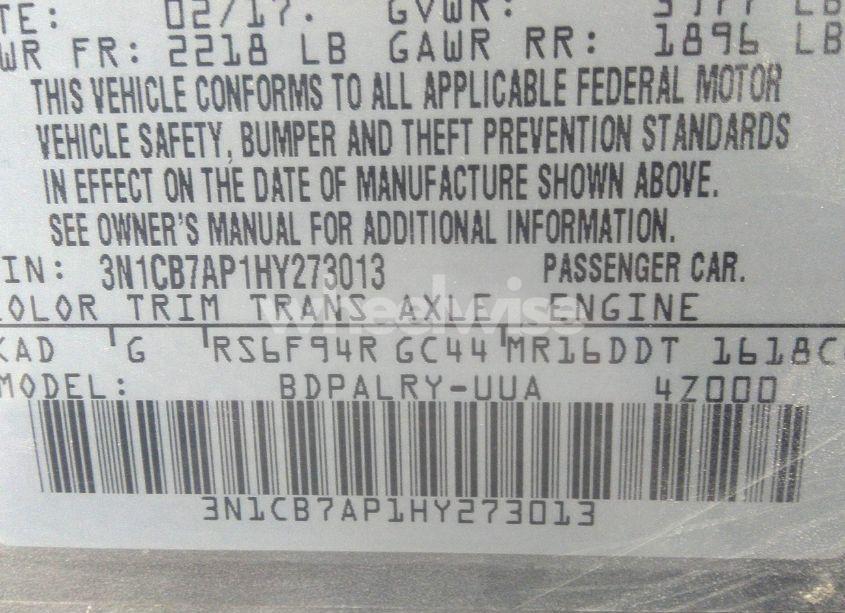 TE: 02/17. GVWR: LB
WR FR: 2218 LB GAWR RR: 1896 LB
THIS VEHICLE CONFORMS TO ALL APPLICABLE FEDERAL MOTOR
VEHICLE SAFETY, BUMPER AND THEFT PREVENTION STANDARDS
IN EFFECT ON THE DATE OF MANUFACTURE SHOWN ABOVE.
SEE OWNER'S MANUAL FOR ADDITIONAL INFORMATION.
IN: 3N1CB7AP1HY273013 PASSENGER CAR.
wheelwise
OLOR TRIM TRANS AXLE ENGINE
KAD G RS6F94R GC44 MR16DDT 1618C
MODEL: BDPALRY-UUA 4Z000
3N1CB7AP1HY273013